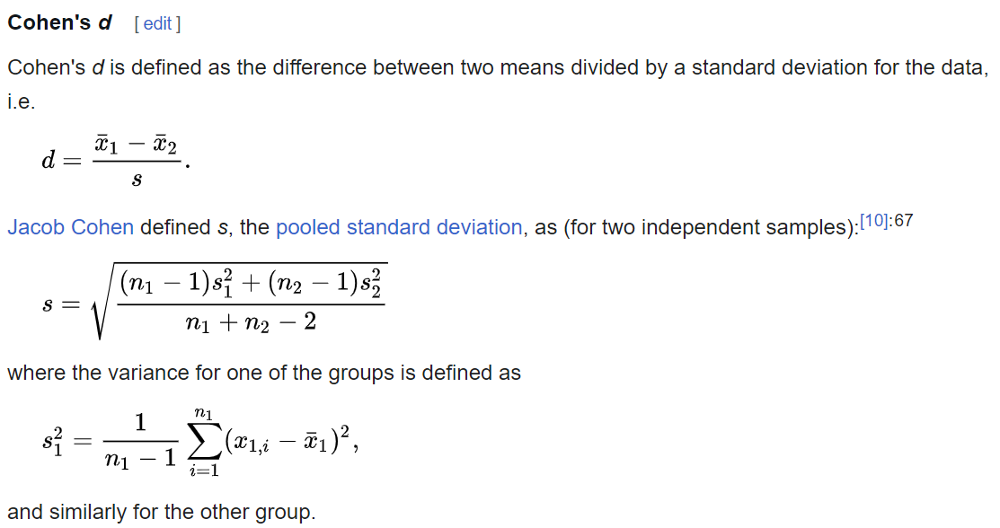 Cohen's d [ edit ]
Cohen's d is defined as the difference between two means divided by a standard deviation for the data,
i.e.
d = \frac{\bar{x}_1 - \bar{x}_2}{s}.
Jacob Cohen defined s, the pooled standard deviation, as (for two independent samples):[10]:67
s = \sqrt{\frac{(n_1 - 1)s_1^2 + (n_2 - 1)s_2^2}{n_1 + n_2 - 2}}
where the variance for one of the groups is defined as
s_1^2 = \frac{1}{n_1 - 1} \sum_{i=1}^{n_1} (x_{1,i} - \bar{x}_1)^2,
and similarly for the other group.